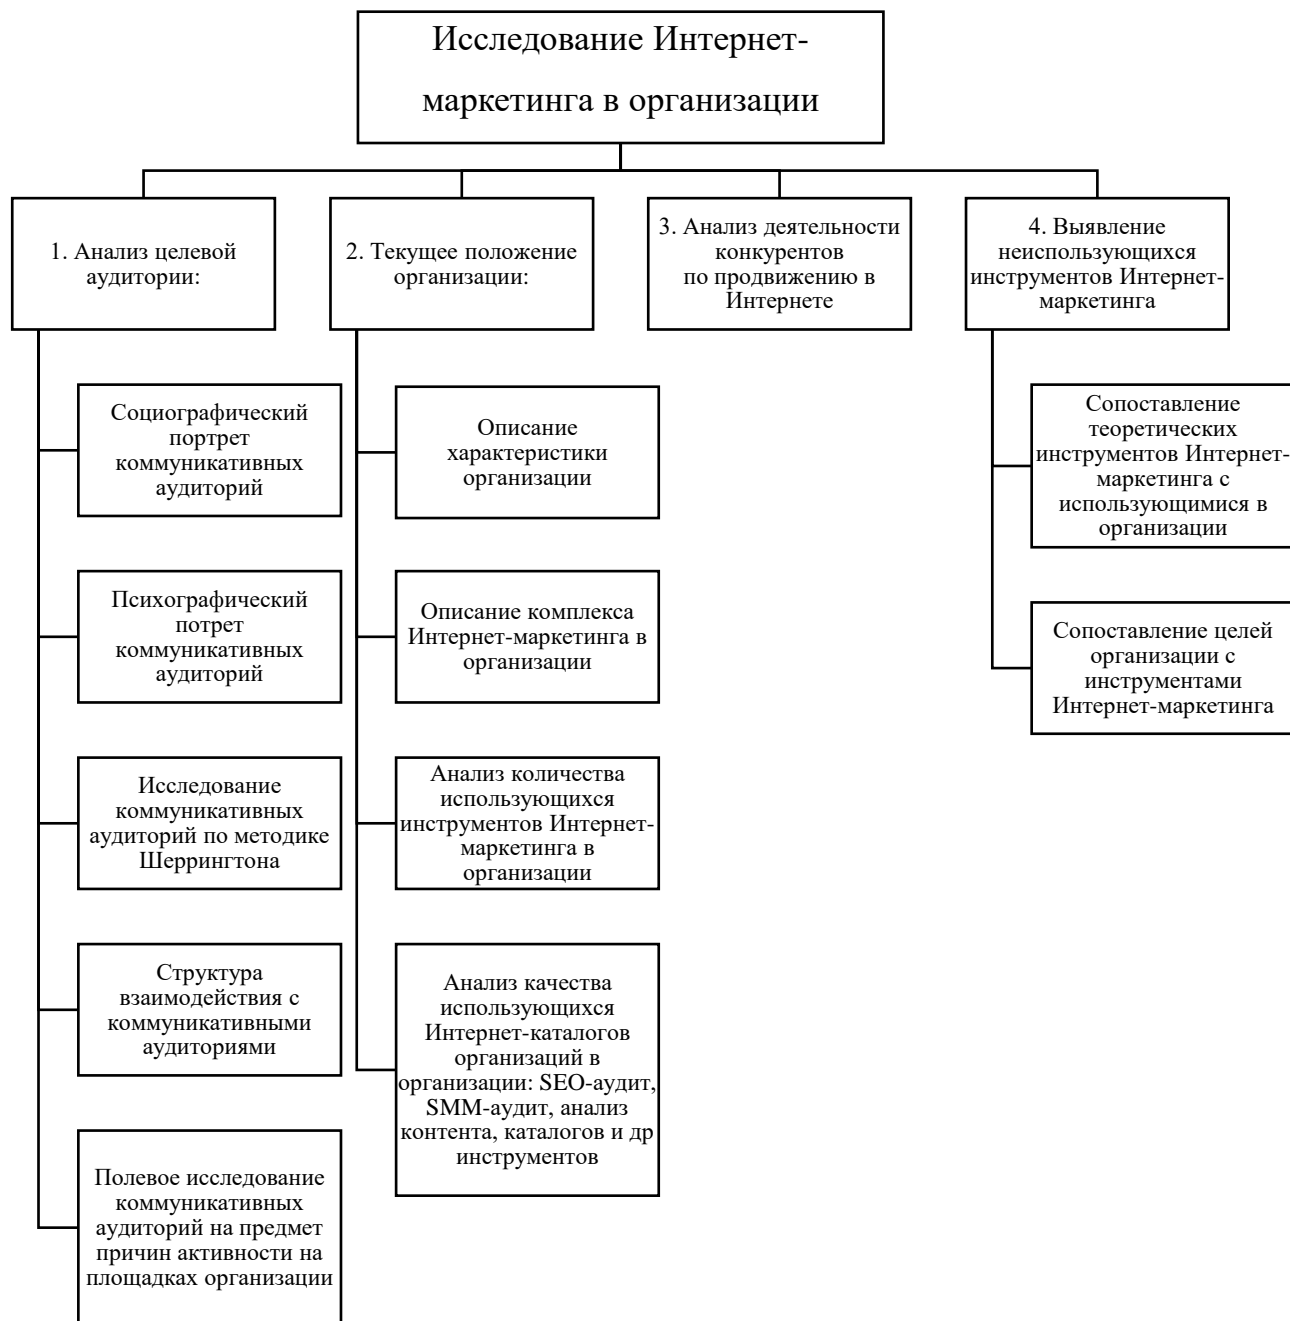 Исследование Интернет-
маркетинга в организации
1. Анализ целевой
аудитории:
Социографический
портрет
коммуникативных
аудиторий
Психографический
потрет
коммуникативных
аудиторий
Исследование
коммуникативных
аудиторий по методике
Шеррингтона
Структура
взаимодействия с
коммуникативными
аудиториями
Полевое исследование
коммуникативных
аудиторий на предмет
причин активности на
площадках организации
2. Текущее положение
организации:
Описание
характеристики
организации
Описание комплекса
Интернет-маркетинга в
организации
Анализ количества
использующихся
инструментов Интернет-
маркетинга в
организации
Анализ качества
использующихся
Интернет-каталогов
организаций в
организации: SEO-аудит,
SMM-аудит, анализ
контента, каталогов и др
инструментов
3. Анализ деятельности
конкурентов
по продвижению в
Интернете
4. Выявление
неиспользующихся
инструментов Интернет-
маркетинга
Сопоставление
теоретических
инструментов Интернет-
маркетинга с
использующимися в
организации
Сопоставление целей
организации с
инструментами
Интернет-маркетинга